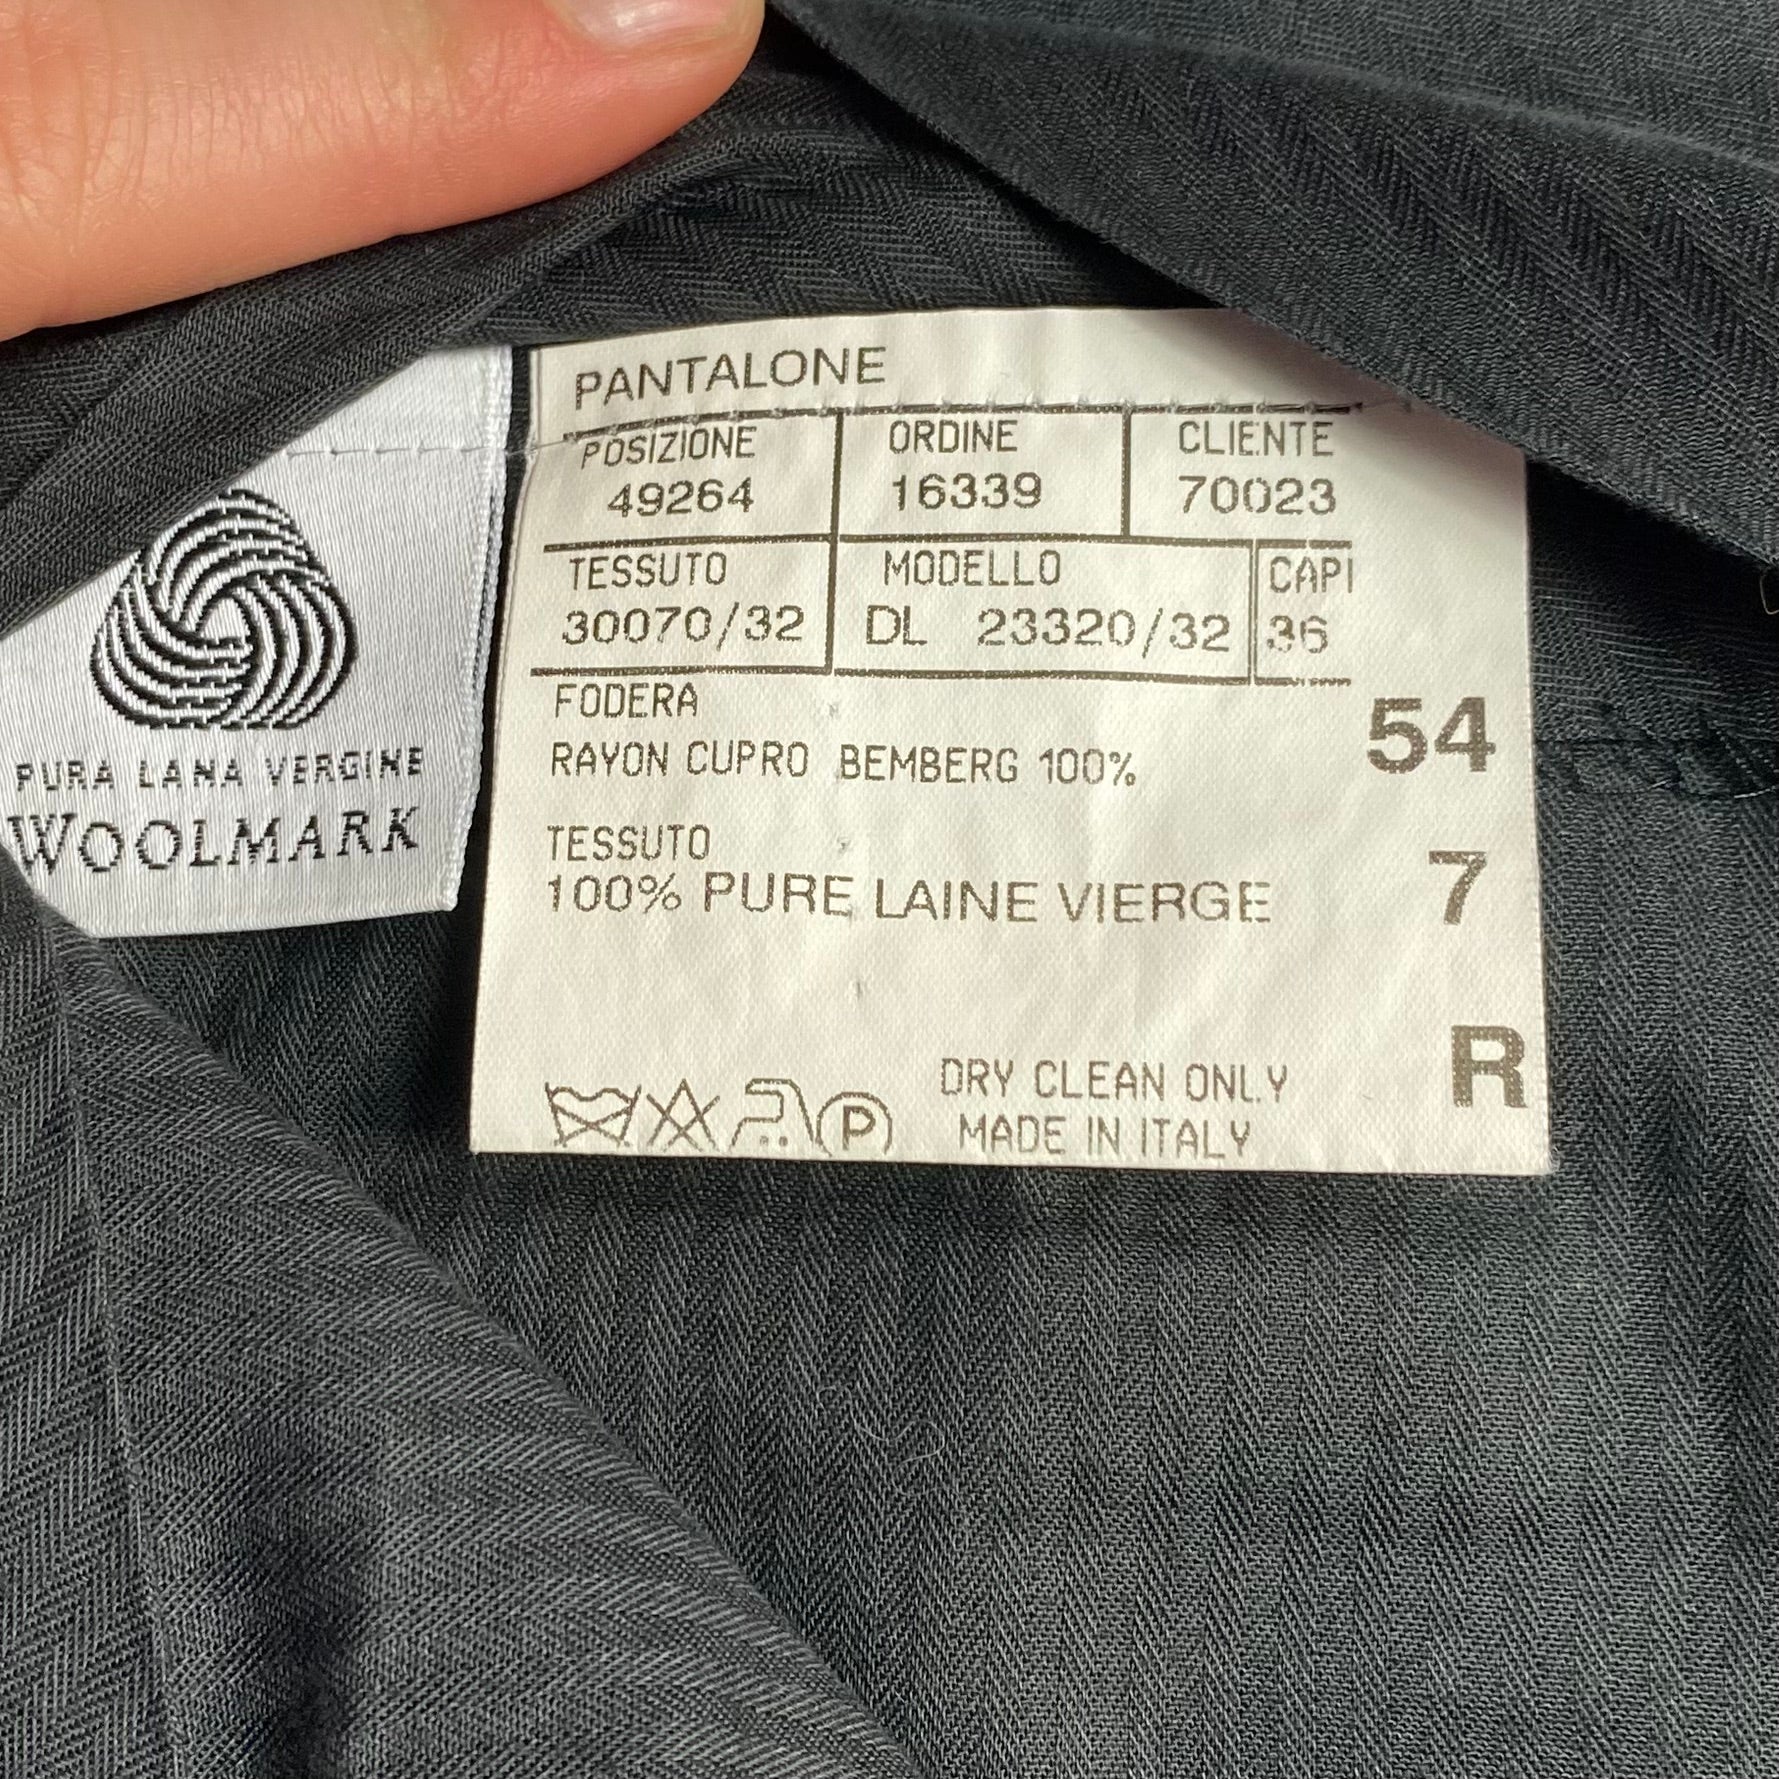 PANTALONE
POSIZIONE ORDINE CLIENTE
49264 16339 70023
TESSUTO MODELLO CAPI
30070/32 DL 23320/32 36
FODERA
RAYON CUPRO BEMBERG 100%
54
TESSUTO
100% PURE LAINE VIERGE
7
R
P
DRY CLEAN ONLY
MADE IN ITALY
PURA LANA VERGINE
WOOLMARK